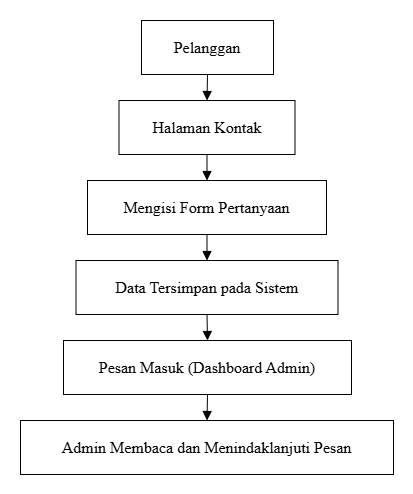 Pelanggan
Halaman Kontak
Mengisi Form Pertanyaan
Data Tersimpan pada Sistem
Pesan Masuk (Dashboard Admin)
Admin Membaca dan Menindaklanjuti Pesan